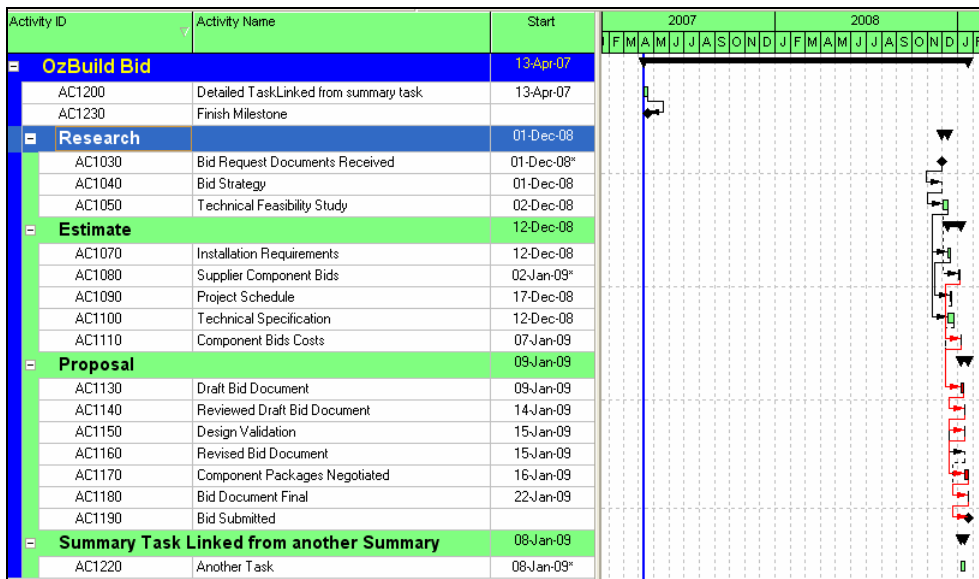 Activity ID Activity Name Start 2007 2008
F M A M J J A S O N D J F M A M J J A S O N D J F
OzBuild Bid 13-Apr-07
AC1200 Detailed TaskLinked from summary task 13-Apr-07
AC1230 Finish Milestone
Research 01-Dec-08
AC1030 Bid Request Documents Received 01-Dec-08*
AC1040 Bid Strategy 01-Dec-08
AC1050 Technical Feasibility Study 02-Dec-08
Estimate 12-Dec-08
AC1070 Installation Requirements 12-Dec-08
AC1080 Supplier Component Bids 02-Jan-09*
AC1090 Project Schedule 17-Dec-08
AC1100 Technical Specification 12-Dec-08
AC1110 Component Bids Costs 07-Jan-09
Proposal 09-Jan-09
AC1130 Draft Bid Document 09-Jan-09
AC1140 Reviewed Draft Bid Document 14-Jan-09
AC1150 Design Validation 15-Jan-09
AC1160 Revised Bid Document 15-Jan-09
AC1170 Component Packages Negotiated 16-Jan-09
AC1180 Bid Document Final 22-Jan-09
AC1190 Bid Submitted
Summary Task Linked from another Summary 08-Jan-09
AC1220 Another Task 08-Jan-09*